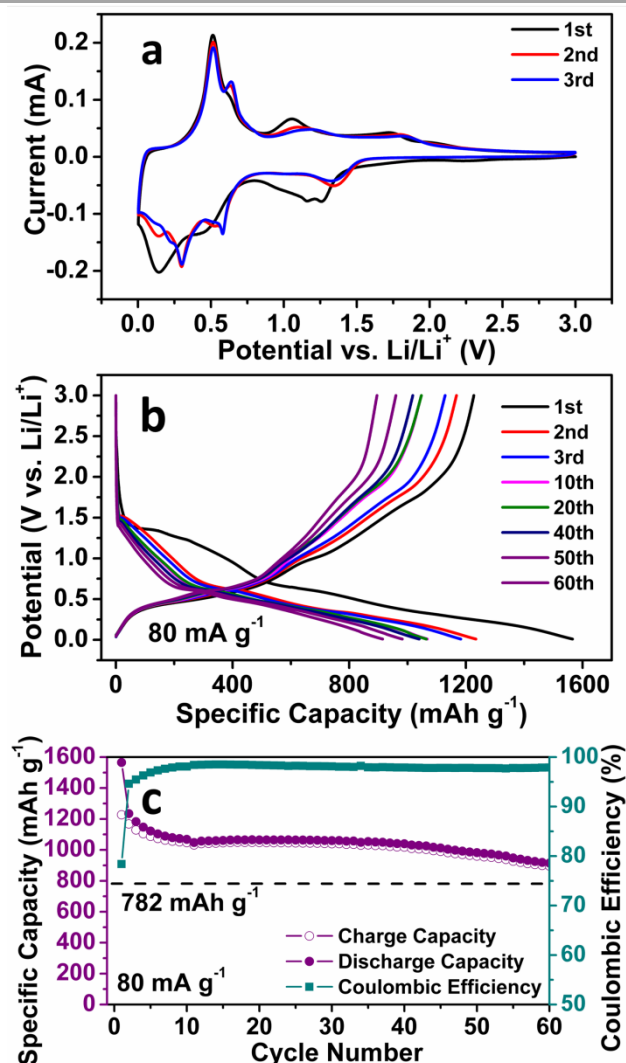 a
1st
2nd
3rd
0.2
0.1
0.0
-0.1
-0.2
Current (mA)
0.0 0.5 1.0 1.5 2.0 2.5 3.0
Potential vs. Li/Li⁺ (V)
b
1st
2nd
3rd
10th
20th
40th
50th
60th
3.0
2.5
2.0
1.5
1.0
0.5
0.0
Potential (V vs. Li/Li⁺)
80 mA g⁻¹
0 400 800 1200 1600
Specific Capacity (mAh g⁻¹)
c
1600
1400
1200
1000
800
600
400
200
0
Specific Capacity (mAh g⁻¹)
782 mAh g⁻¹
Charge Capacity
Discharge Capacity
Coulombic Efficiency
80 mA g⁻¹
100
90
80
70
60
50
Coulombic Efficiency (%)
0 10 20 30 40 50 60
Cycle Number